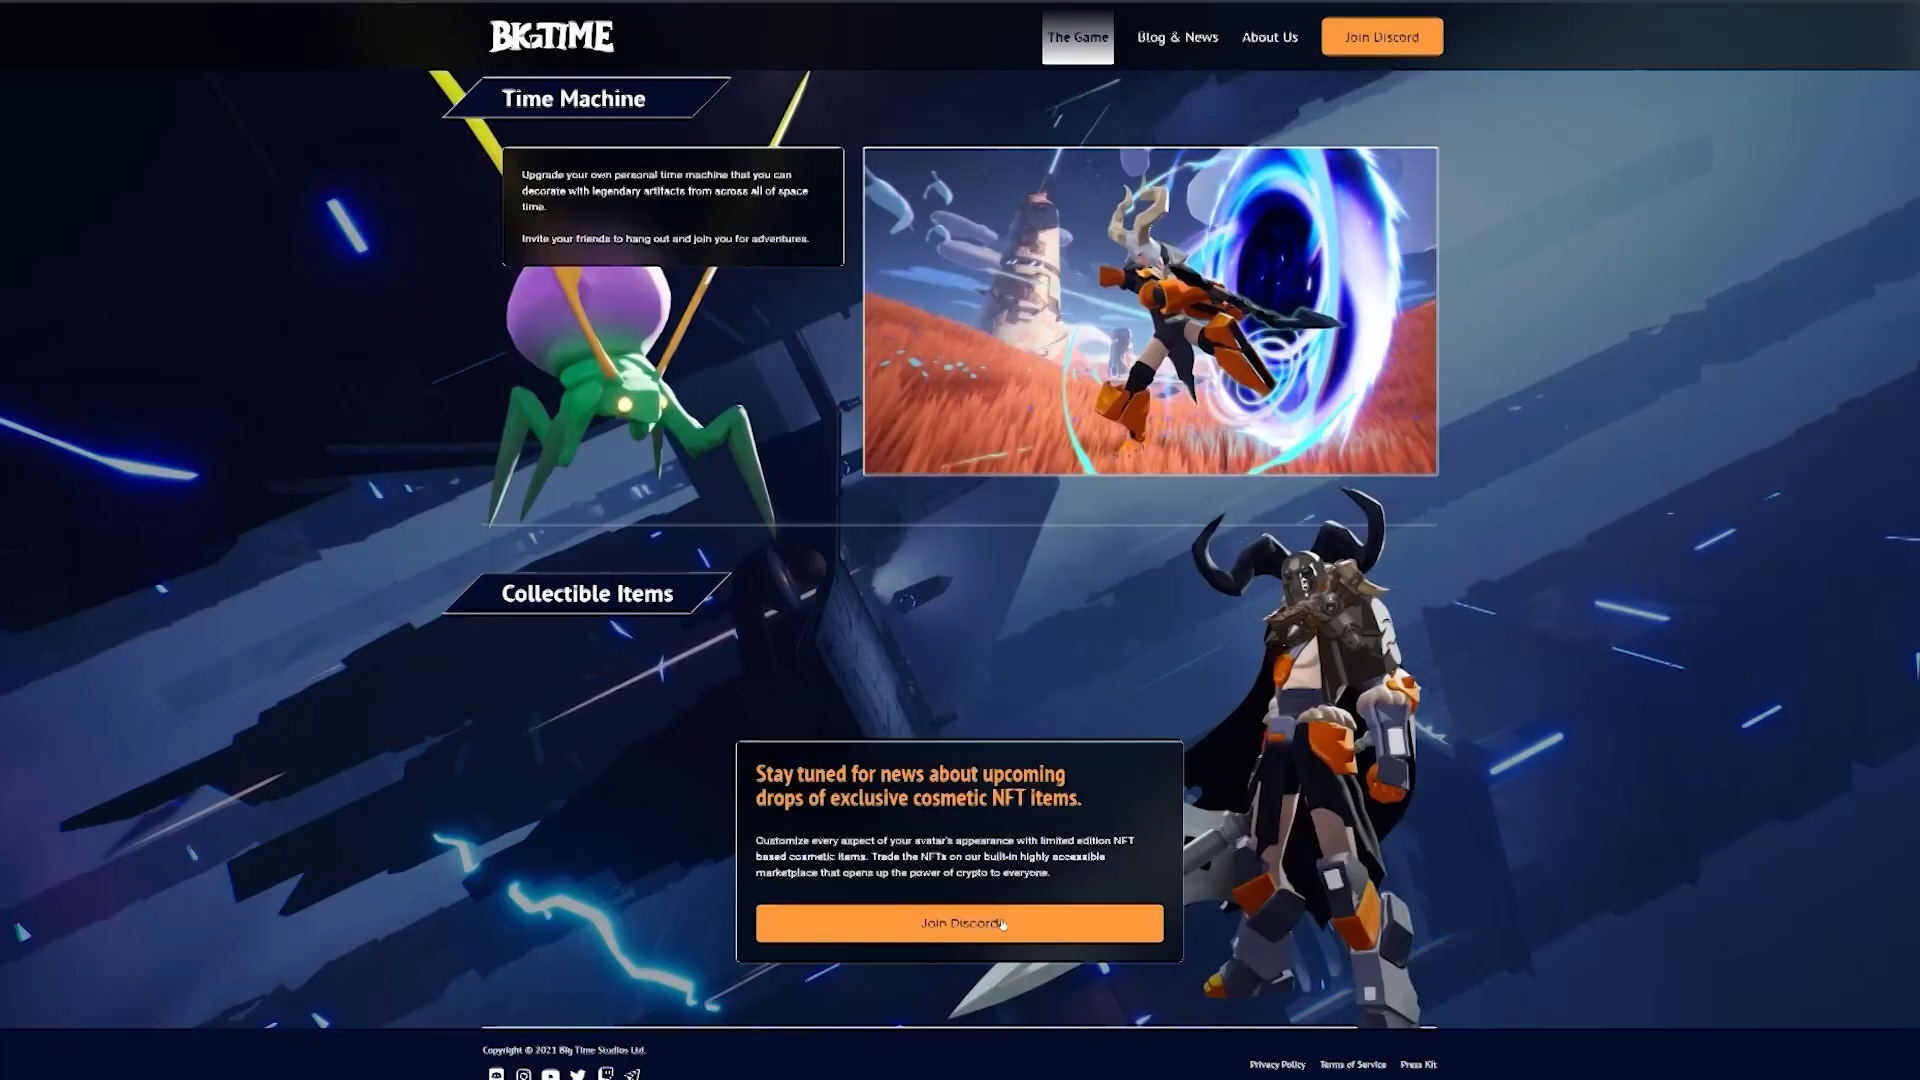 BIGTIME
The Game
Blog & News
About Us
Join Discord
Time Machine
Upgrade your own personal time machine that you can
decorate with legendary artifacts from across all of space
time.
Invite your friends to hang out and join you for adventures.
Collectible Items
Stay tuned for news about upcoming
drops of exclusive cosmetic NFT items.
Customize every aspect of your avatar's appearance with limited edition NFT
based cosmetic items. Trade the NFTs on our built-in highly accessible
marketplace that opens up the power of crypto to everyone.
Join Discord
Copyright © 2021 Big Time Studios Ltd.
Privacy Policy
Terms of Service
Press Kit